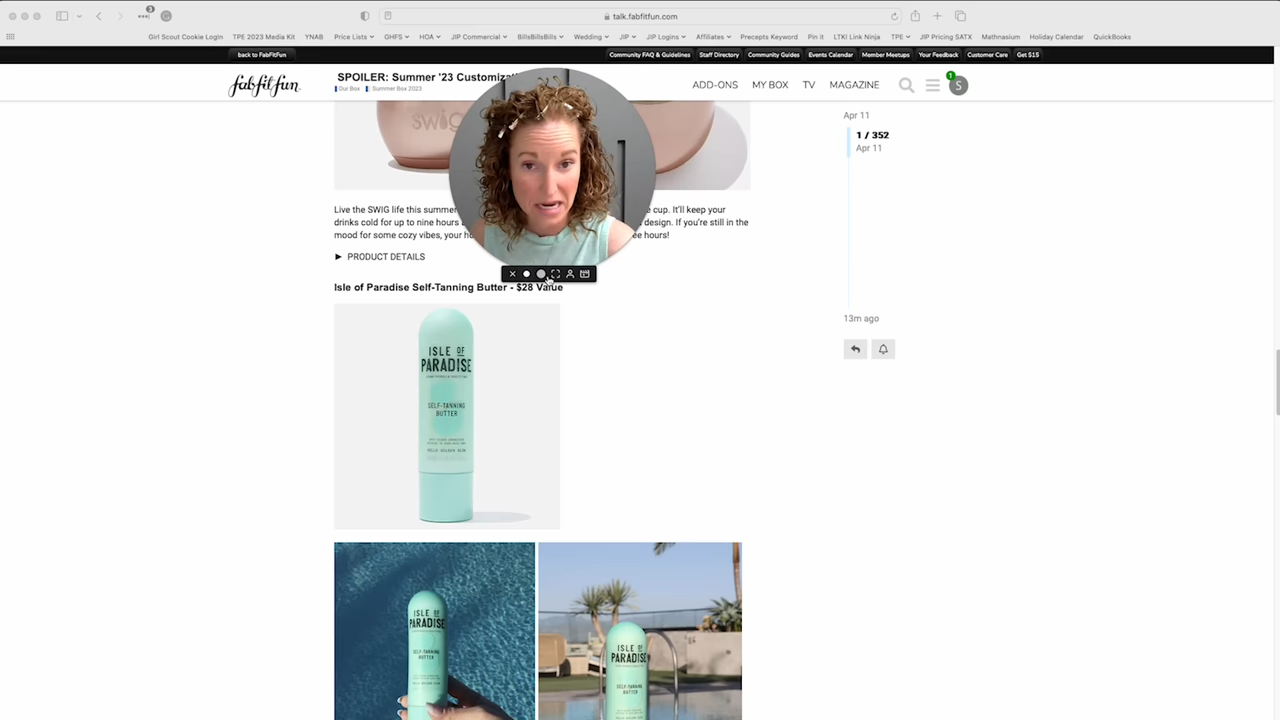 talk.fabfitfun.com
3
Girl Scout Cookie Login TPE 2023 Media Kit YNAB Price Lists GHFS HOA JIP Commercial BillsBillsBills Wedding JIP JIP Logins Affiliates Precepts Keyword Pin it LTKI Link Ninja TPE JIP Pricing SATX Mathnasium Holiday Calendar QuickBooks
back to FabFitFun Community FAQ & Guidelines Staff Directory Community Guides Events Calendar Member Meetups Your Feedback Customer Care Get $15
fabfitfun
SPOILER: Summer '23 Customizati
Our Box Summer Box 2023
ADD-ONS MY BOX TV MAGAZINE
1
S
swig
Apr 11
1 / 352
Apr 11
Live the SWIG life this summer
e cup. It'll keep your
drinks cold for up to nine hours
design. If you're still in the
mood for some cozy vibes, your h
ee hours!
► PRODUCT DETAILS
Isle of Paradise Self-Tanning Butter - $28 Value
13m ago
ISLE OF
PARADISE
SELF-TANNING
BUTTER
ISLE OF
PARADISE
SELF-TANNING
BUTTER
ISLE OF
PARADISE
SELF-TANNING
BUTTER